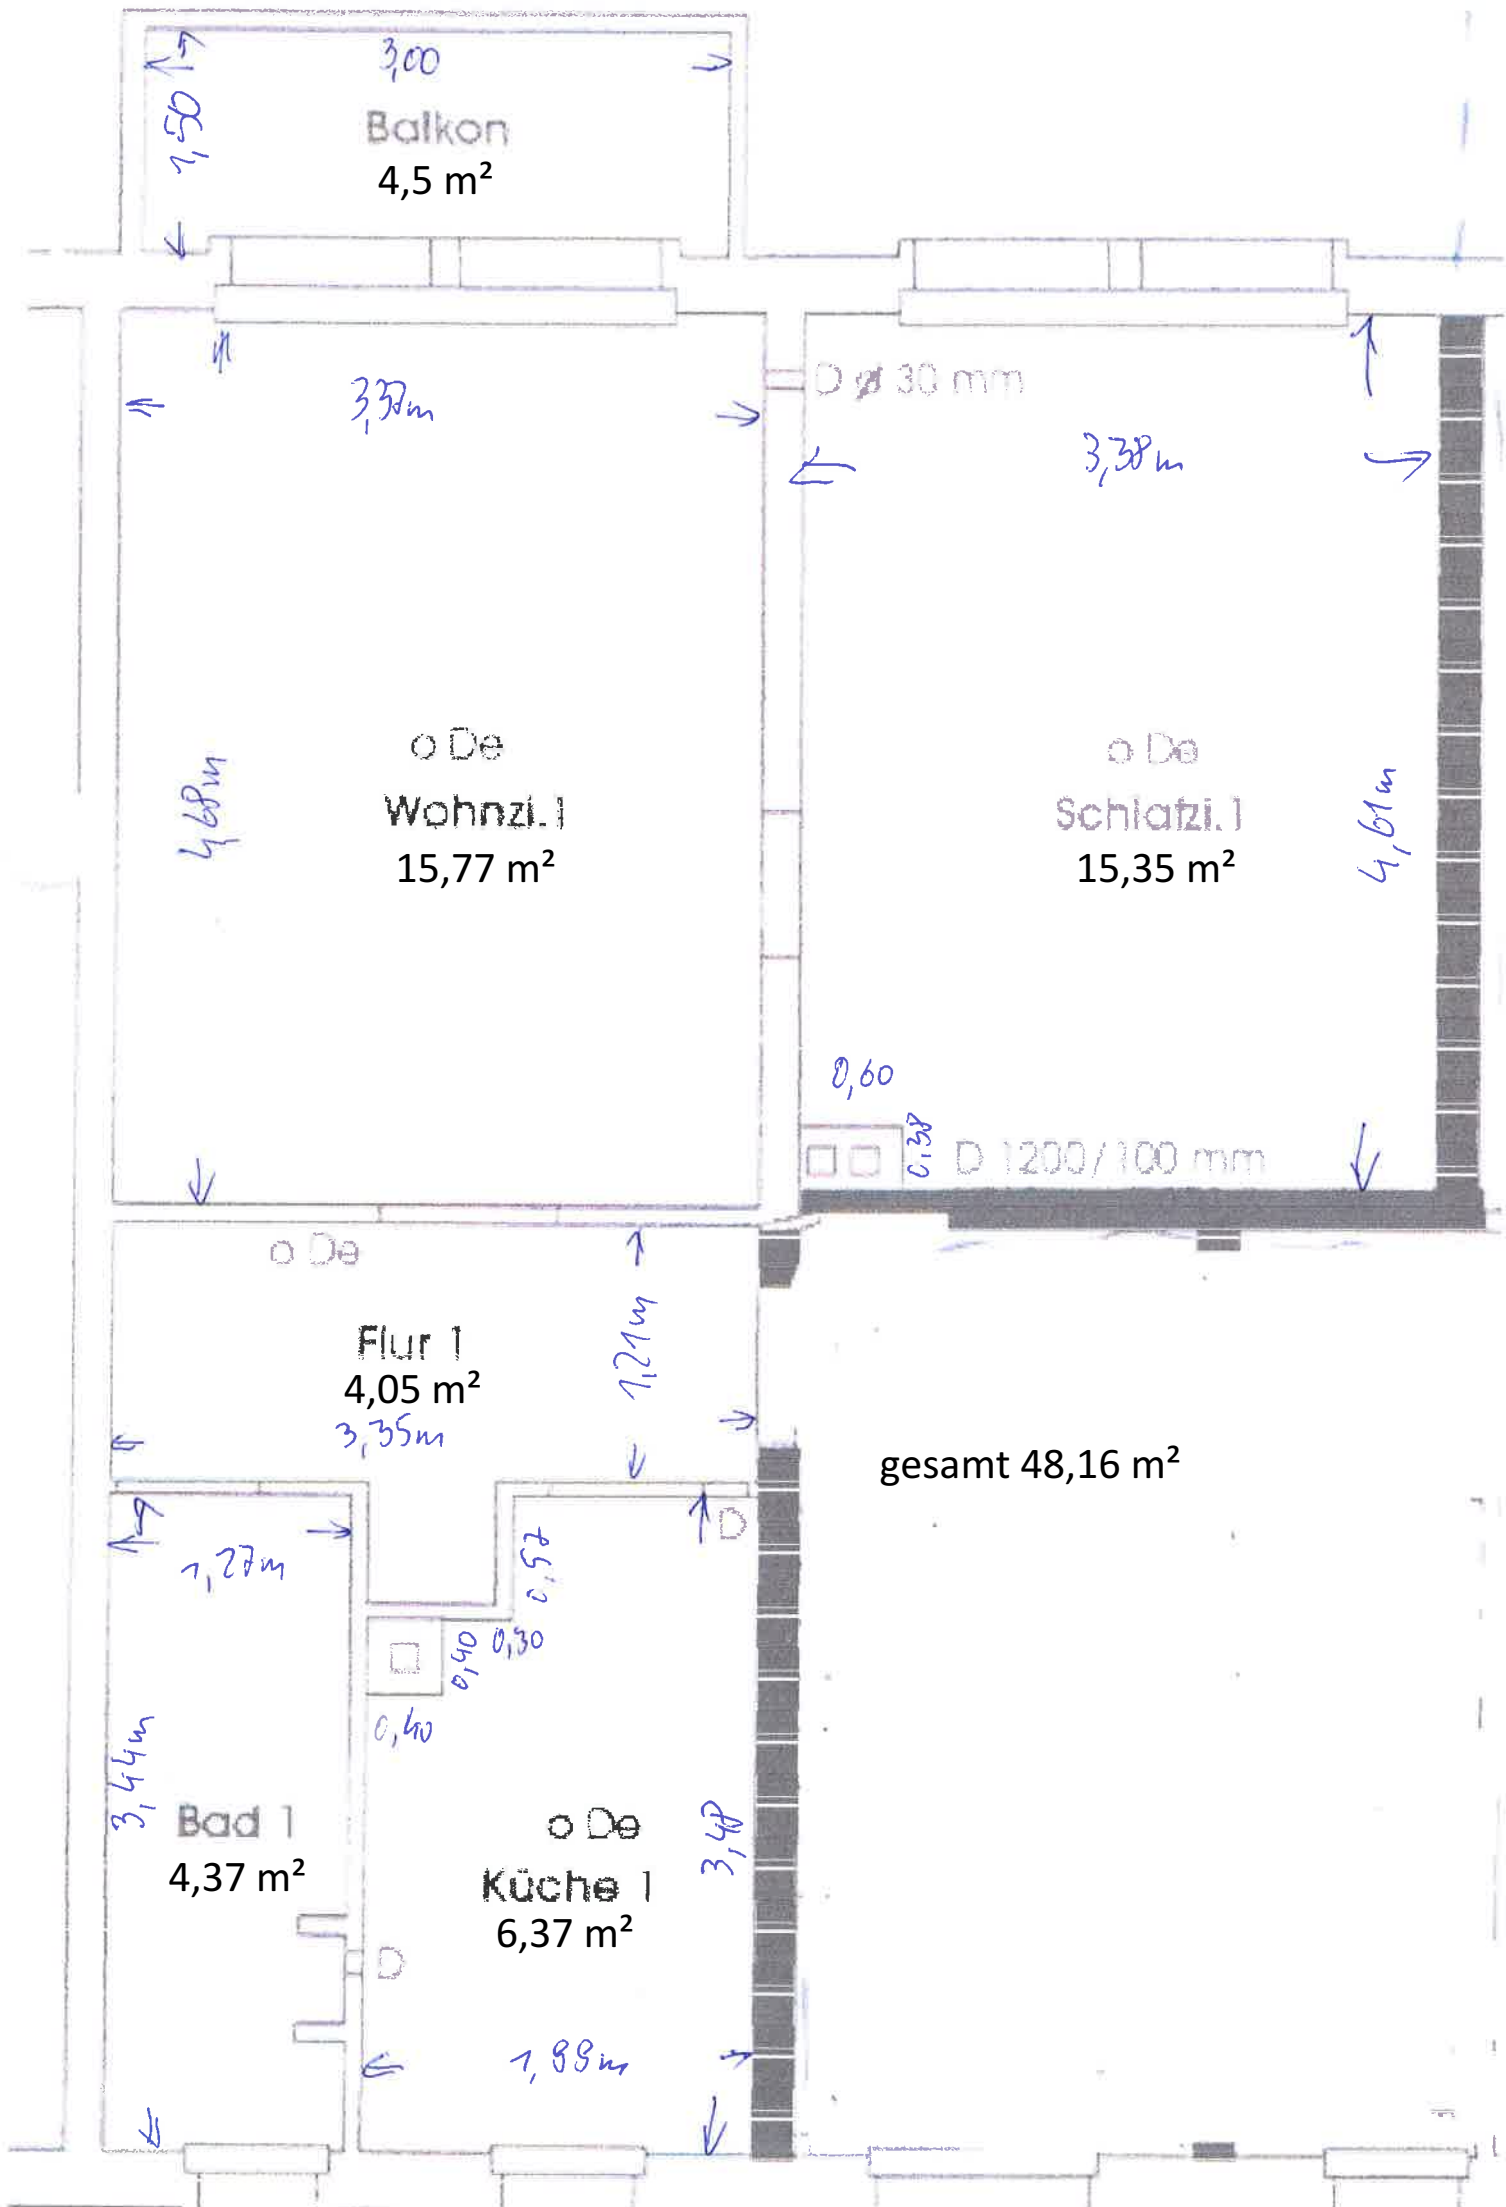 3,00
1,50
Balkon
4,5 m²
3,37m
D ø 30 mm
3,38m
o De
Wohnzi.1
15,77 m²
4,68m
o De
Schlafzi.1
15,35 m²
4,61m
0,60
0,38
D 1200/100 mm
o De
Flur 1
4,05 m²
3,35m
1,21m
gesamt 48,16 m²
D
1,27m
0,57
0,30
0,40
0,40
3,44m
Bad 1
4,37 m²
o De
Küche 1
6,37 m²
3,48
D
1,99m